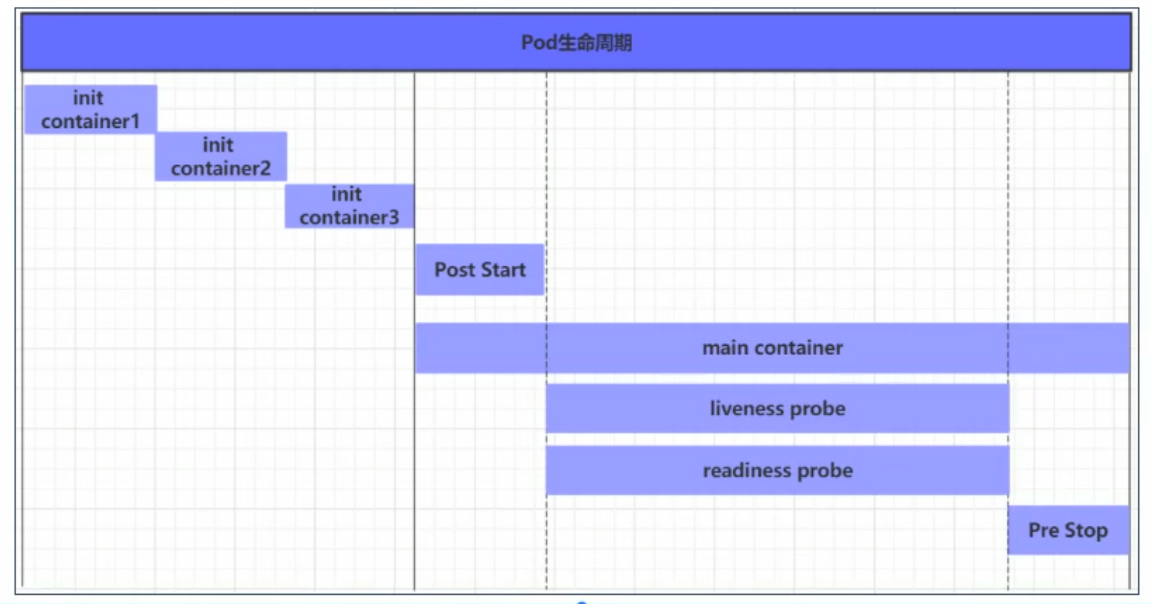 Pod生命周期
init
container1
init
container2
init
container3
Post Start
main container
liveness probe
readiness probe
Pre Stop